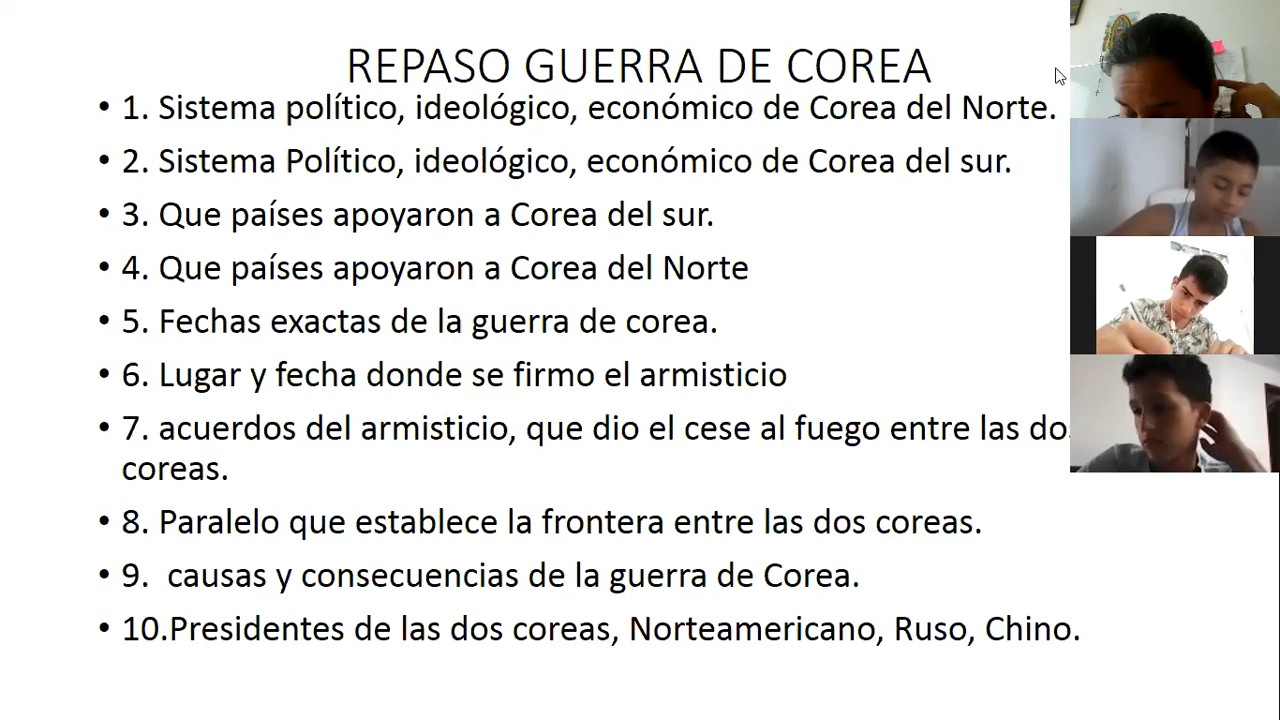 REPASO GUERRA DE COREA
• 1. Sistema político, ideológico, económico de Corea del Norte.
• 2. Sistema Político, ideológico, económico de Corea del sur.
• 3. Que países apoyaron a Corea del sur.
• 4. Que países apoyaron a Corea del Norte
• 5. Fechas exactas de la guerra de corea.
• 6. Lugar y fecha donde se firmo el armisticio
• 7. acuerdos del armisticio, que dio el cese al fuego entre las do
coreas.
• 8. Paralelo que establece la frontera entre las dos coreas.
• 9.  causas y consecuencias de la guerra de Corea.
• 10.Presidentes de las dos coreas, Norteamericano, Ruso, Chino.